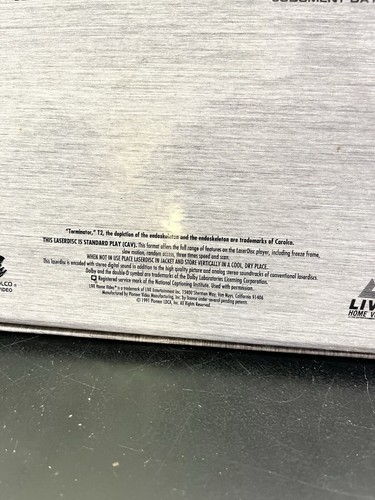 JUDGMENT DAY
"Terminator," T2, the depiction of the endoskeleton and the endoskeleton are trademarks of Carolco.
THIS LASERDISC IS STANDARD PLAY (CAV). This format offers the full range of features on the LaserDisc player, including freeze frame,
slow motion, random access, three times speed and scan.
WHEN NOT IN USE PLACE LASERDISC IN JACKET AND STORE VERTICALLY IN A COOL, DRY PLACE.
This laserdisc is encoded with stereo digital sound in addition to the high quality picture and analog stereo soundtracks of conventional laserdiscs.
Dolby and the double-D symbol are trademarks of the Dolby Laboratories Licensing Corporation.
Registered service mark of the National Captioning Institute. Used with permission.
LIVE Home Video® is a trademark of LIVE Entertainment Inc. 15400 Sherman Way, Van Nuys, California 91406
Manufactured by Pioneer Video Manufacturing, Inc. by license under several pending patents.
© 1991 Pioneer LDCA, Inc. All Rights Reserved.
OLCO
VIDEO
LIV
HOME V